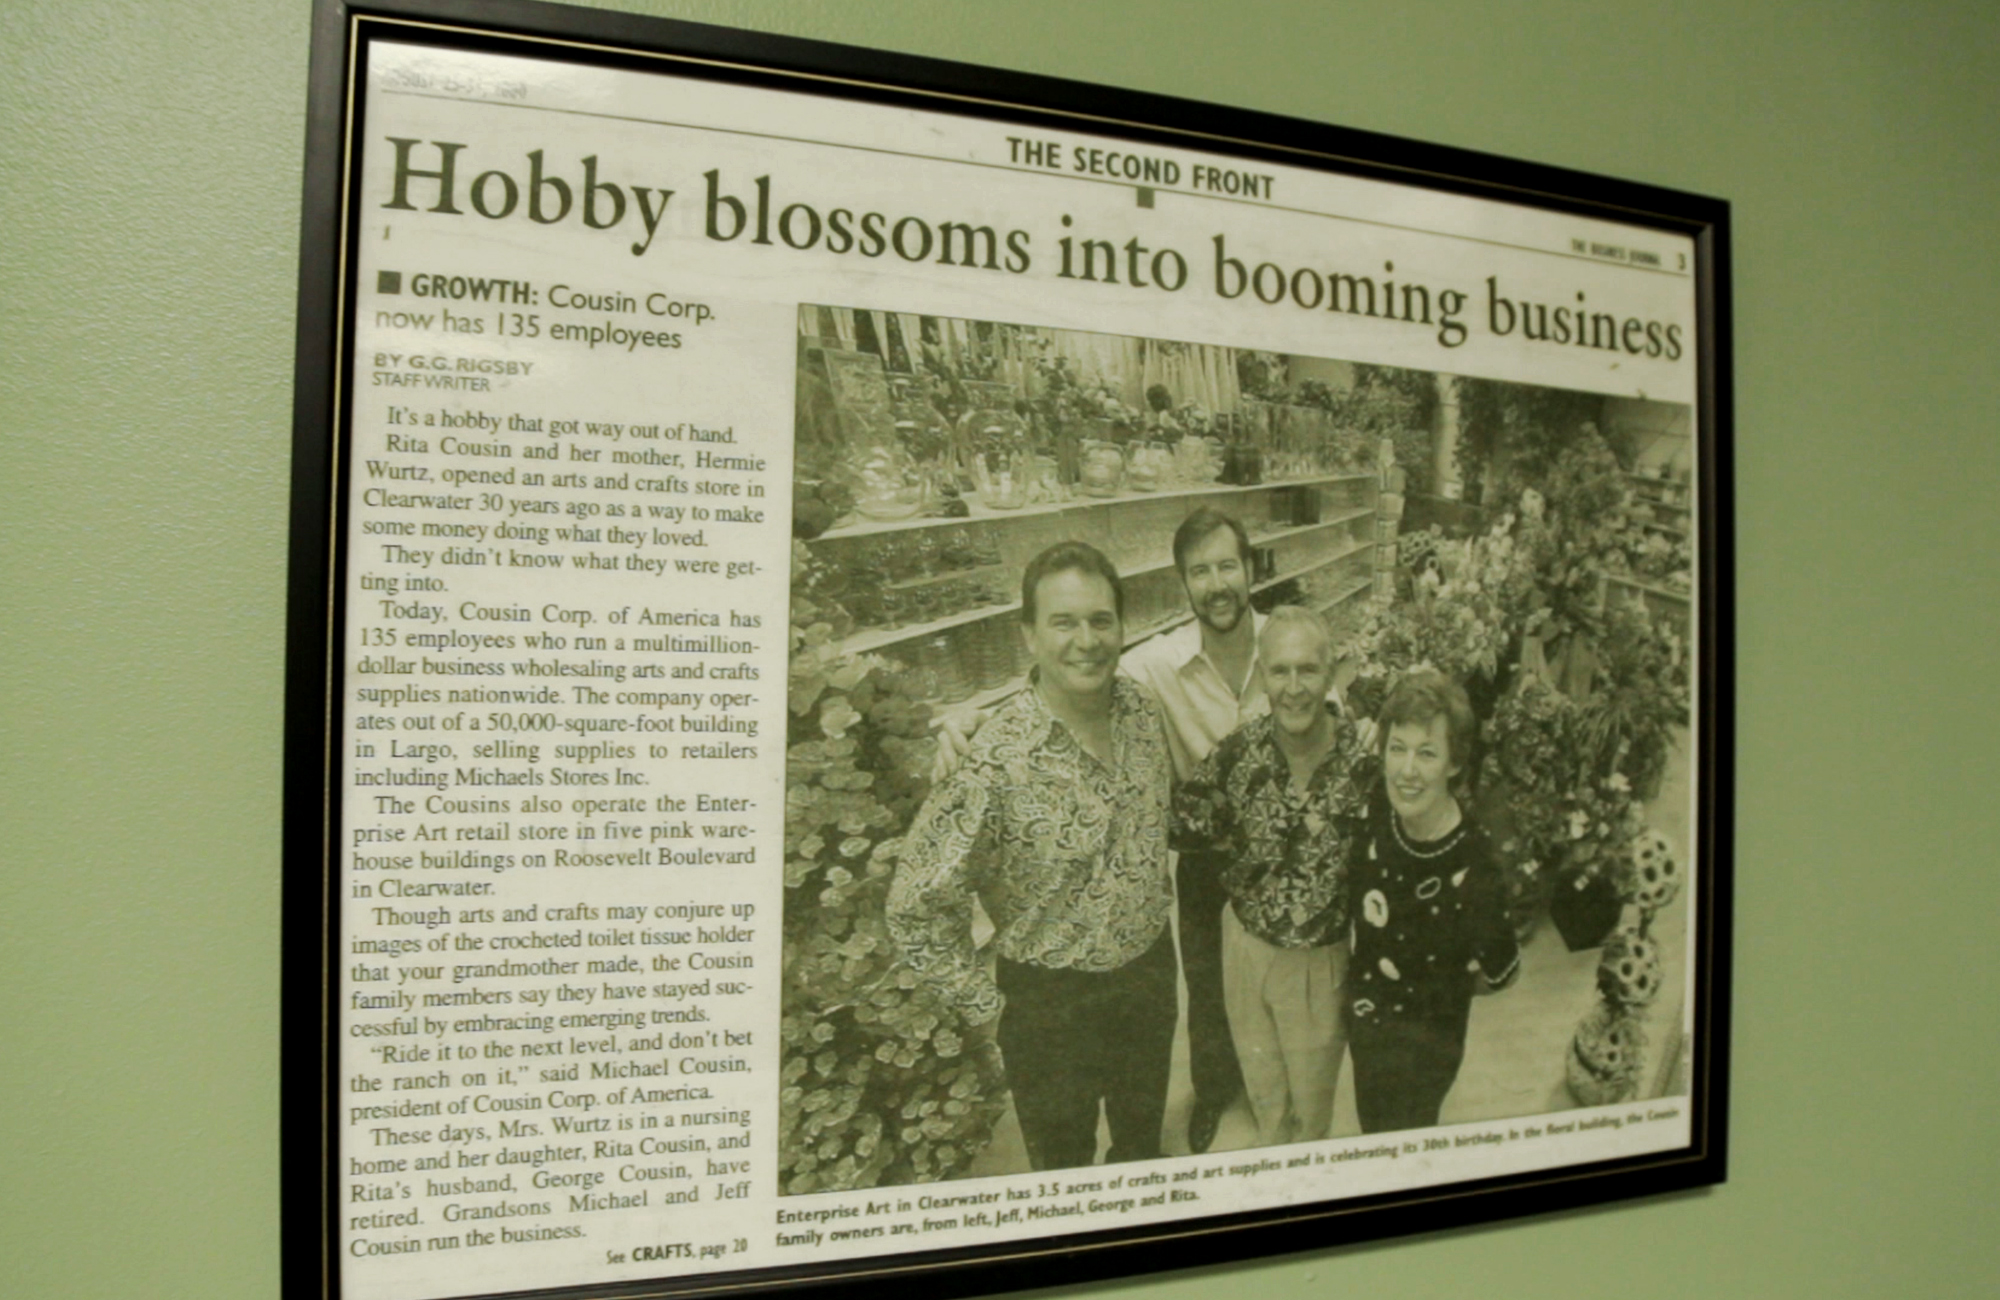 THE SECOND FRONT
THE BUSINESS JOURNAL 3
Hobby blossoms into booming business
GROWTH: Cousin Corp.
now has 135 employees
BY G.G. RIGSBY
STAFF WRITER
It's a hobby that got way out of hand.
Rita Cousin and her mother, Hermie
Wurtz, opened an arts and crafts store in
Clearwater 30 years ago as a way to make
some money doing what they loved.
They didn't know what they were get-
ting into.
Today, Cousin Corp. of America has
135 employees who run a multimillion-
dollar business wholesaling arts and crafts
supplies nationwide. The company oper-
ates out of a 50,000-square-foot building
in Largo, selling supplies to retailers
including Michaels Stores Inc.
The Cousins also operate the Enter-
prise Art retail store in five pink ware-
house buildings on Roosevelt Boulevard
in Clearwater.
Though arts and crafts may conjure up
images of the crocheted toilet tissue holder
that your grandmother made, the Cousin
family members say they have stayed suc-
cessful by embracing emerging trends.
“Ride it to the next level, and don't bet
the ranch on it,” said Michael Cousin,
president of Cousin Corp. of America.
These days, Mrs. Wurtz is in a nursing
home and her daughter, Rita Cousin, and
Rita's husband, George Cousin, have
retired. Grandsons Michael and Jeff
Cousin run the business.
See CRAFTS, page 20
Enterprise Art in Clearwater has 3.5 acres of crafts and art supplies and is celebrating its 30th birthday. In the floral building, the Cousin
family owners are, from left, Jeff, Michael, George and Rita.